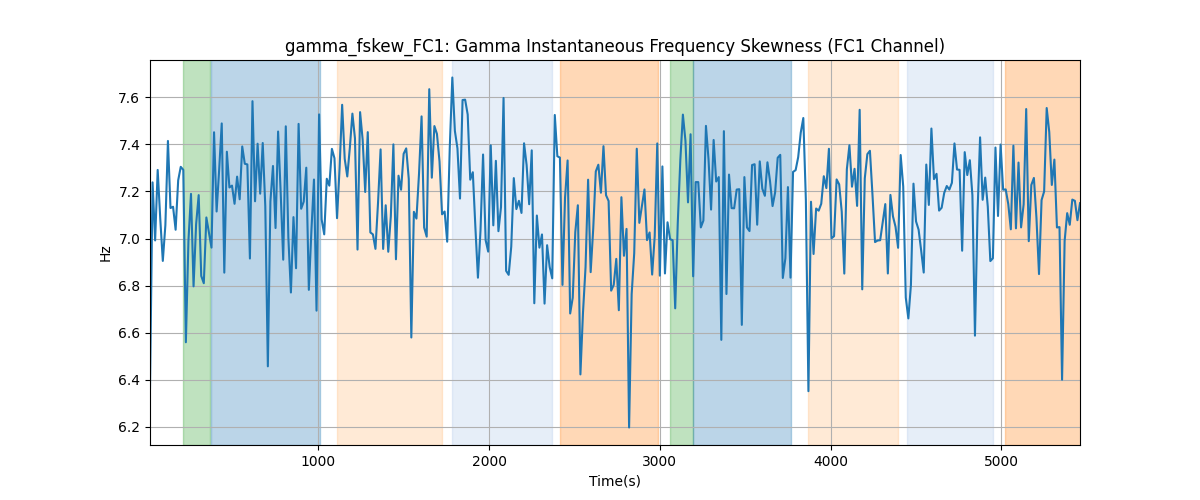 gamma_fskew_FC1: Gamma Instantaneous Frequency Skewness (FC1 Channel)
7.6
7.4
7.2
7.0
6.8
6.6
6.4
6.2
Hz
1000 2000 3000 4000 5000
Time(s)